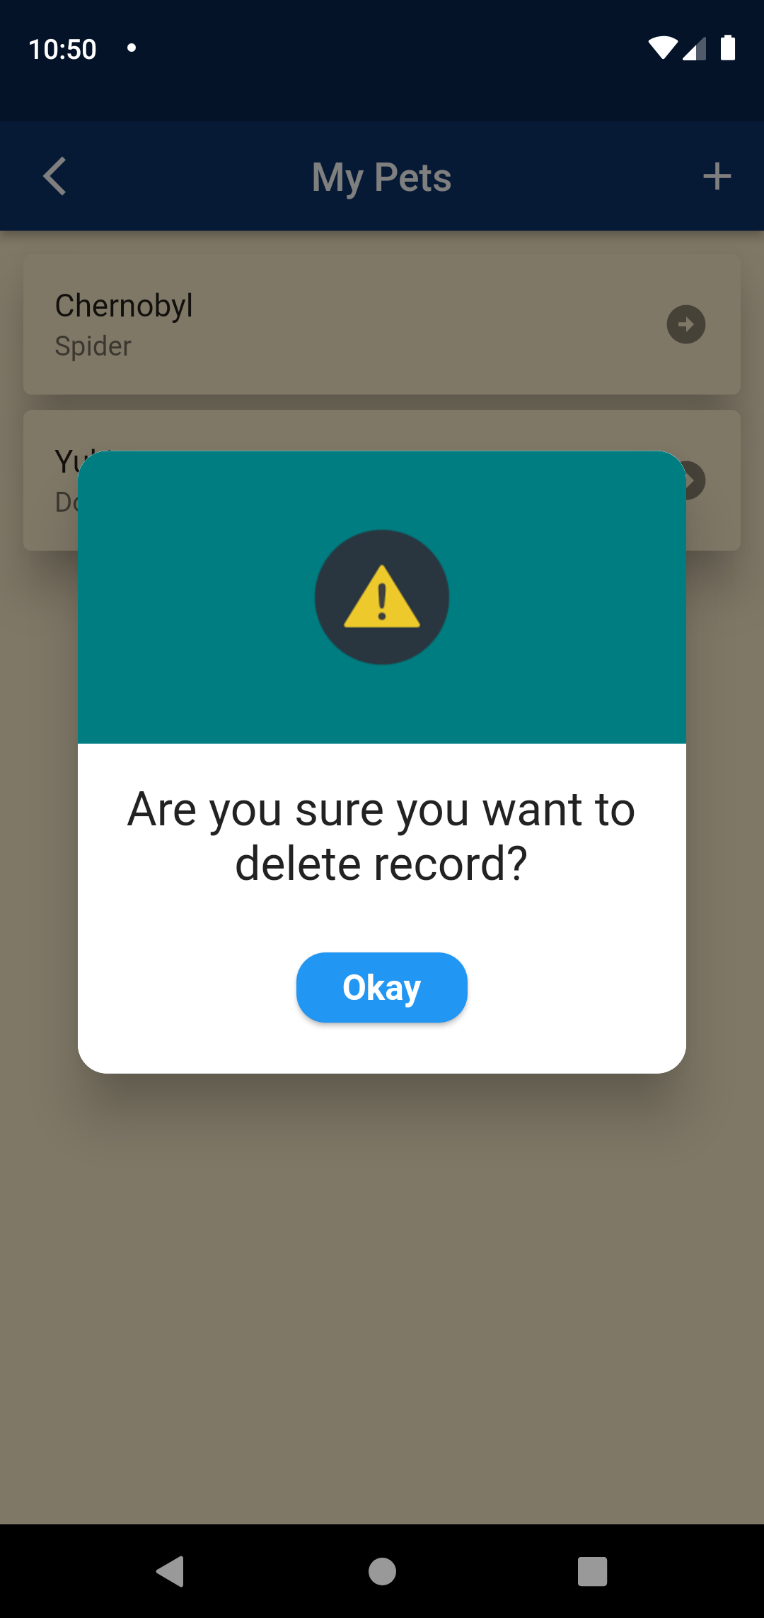 10:50
My Pets
Chernobyl
Spider
Are you sure you want to
delete record?
Okay